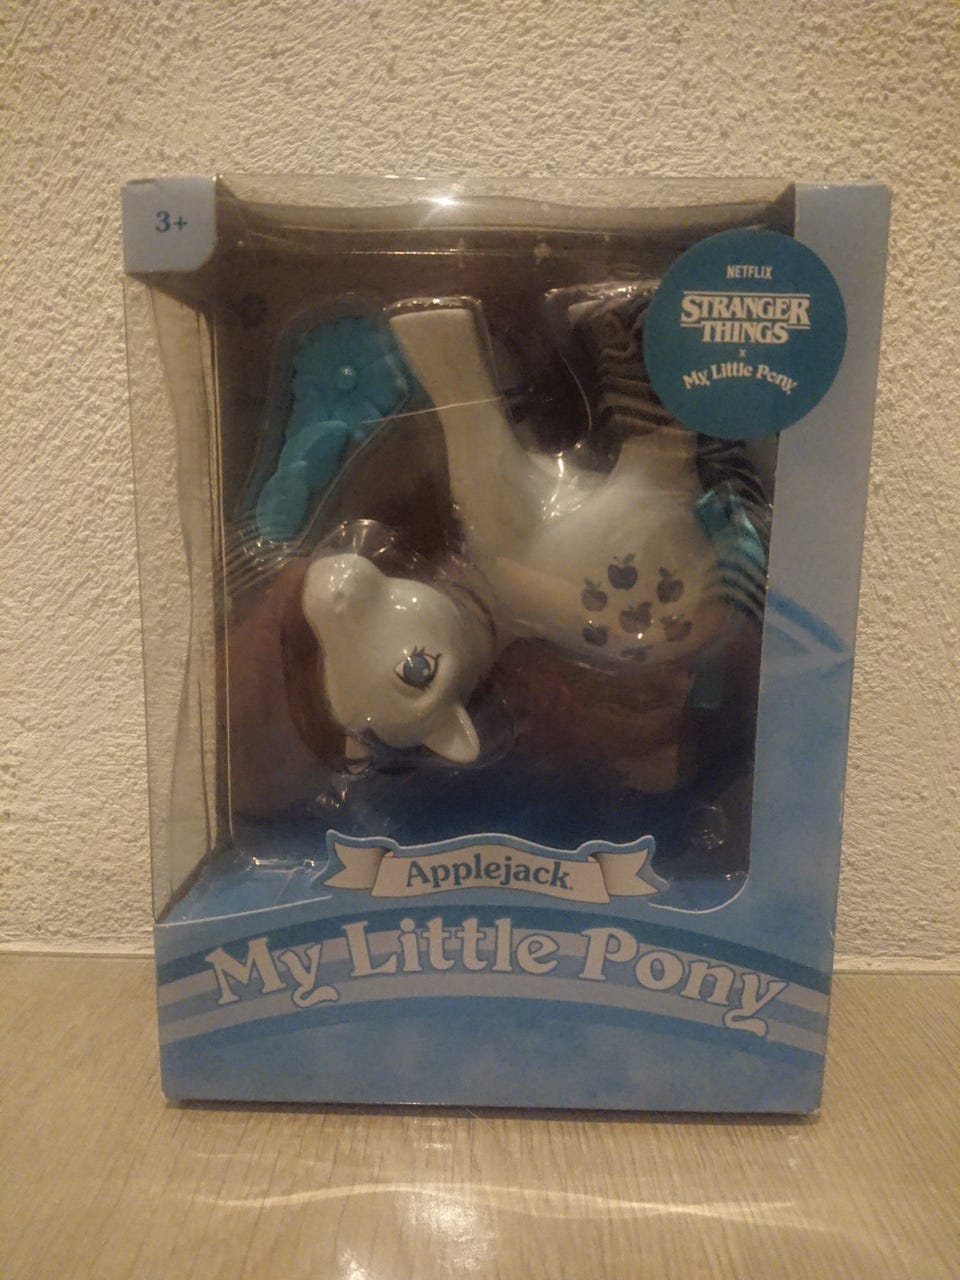 3+
NETFLIX
STRANGER
THINGS
x
My Little Pony
Applejack.
My Little Pony